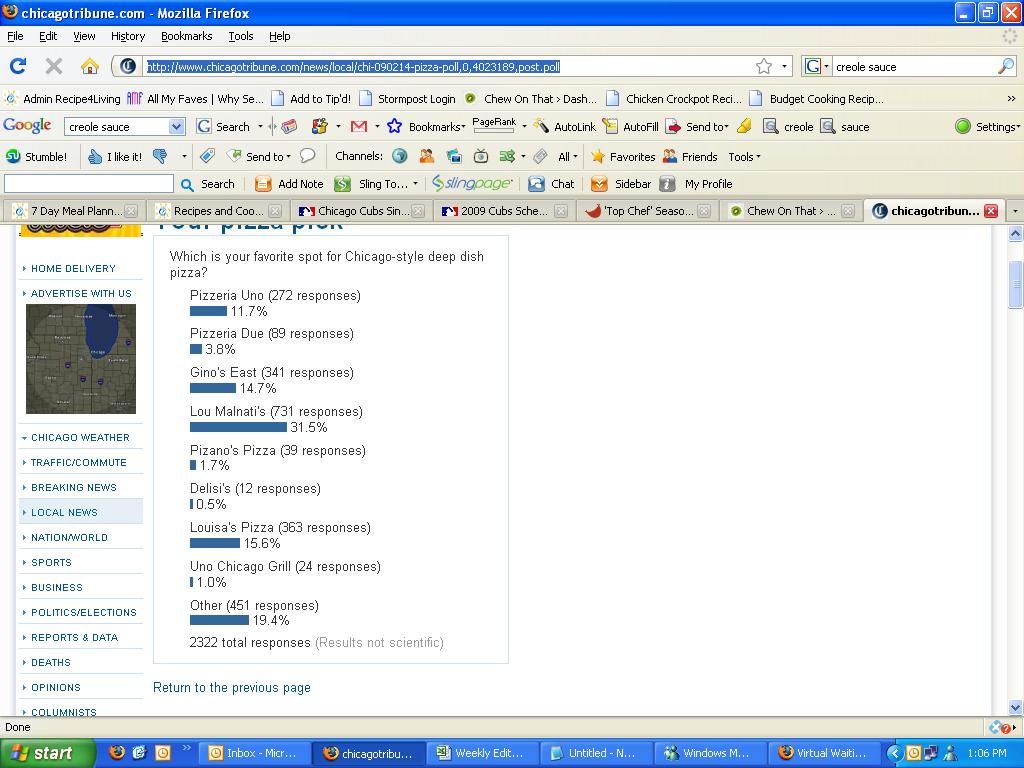 chicagotribune.com - Mozilla Firefox
File Edit View History Bookmarks Tools Help
http://www.chicagotribune.com/news/local/chi-090214-pizza-poll,0,4023189,post.poll
creole sauce
Admin Recipe4Living All My Faves | Why Se... Add to Tip'd! Stormpost Login Chew On That › Dash... Chicken Crockpot Reci... Budget Cooking Recip... »
Google creole sauce Search Bookmarks PageRank AutoLink AutoFill Send to creole sauce Settings
Stumble! I like it! Send to Channels: All Favorites Friends Tools
Search Add Note Sling To... slingpage Chat Sidebar My Profile
7 Day Meal Plann... Recipes and Coo... Chicago Cubs Sin... 2009 Cubs Sche... 'Top Chef' Seaso... Chew On That › ... chicagotribun...
Your pizza pick
HOME DELIVERY
ADVERTISE WITH US
CHICAGO WEATHER
TRAFFIC/COMMUTE
BREAKING NEWS
LOCAL NEWS
NATION/WORLD
SPORTS
BUSINESS
POLITICS/ELECTIONS
REPORTS & DATA
DEATHS
OPINIONS
COLUMNISTS
Which is your favorite spot for Chicago-style deep dish
pizza?
Pizzeria Uno (272 responses)
11.7%
Pizzeria Due (89 responses)
3.8%
Gino's East (341 responses)
14.7%
Lou Malnati's (731 responses)
31.5%
Pizano's Pizza (39 responses)
1.7%
Delisi's (12 responses)
0.5%
Louisa's Pizza (363 responses)
15.6%
Uno Chicago Grill (24 responses)
1.0%
Other (451 responses)
19.4%
2322 total responses (Results not scientific)
Return to the previous page
Done
start Inbox - Micr... chicagotribu... Weekly Edit... Untitled - N... Windows M... Virtual Waiti... 1:06 PM